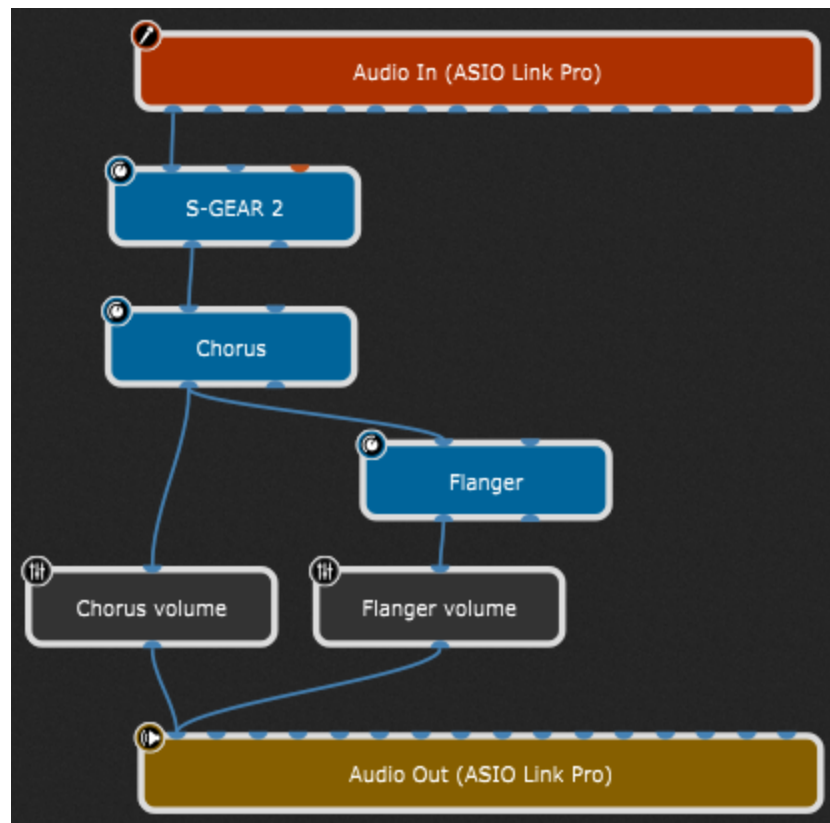 Audio In (ASIO Link Pro)
S-GEAR 2
Chorus
Flanger
Chorus volume
Flanger volume
Audio Out (ASIO Link Pro)